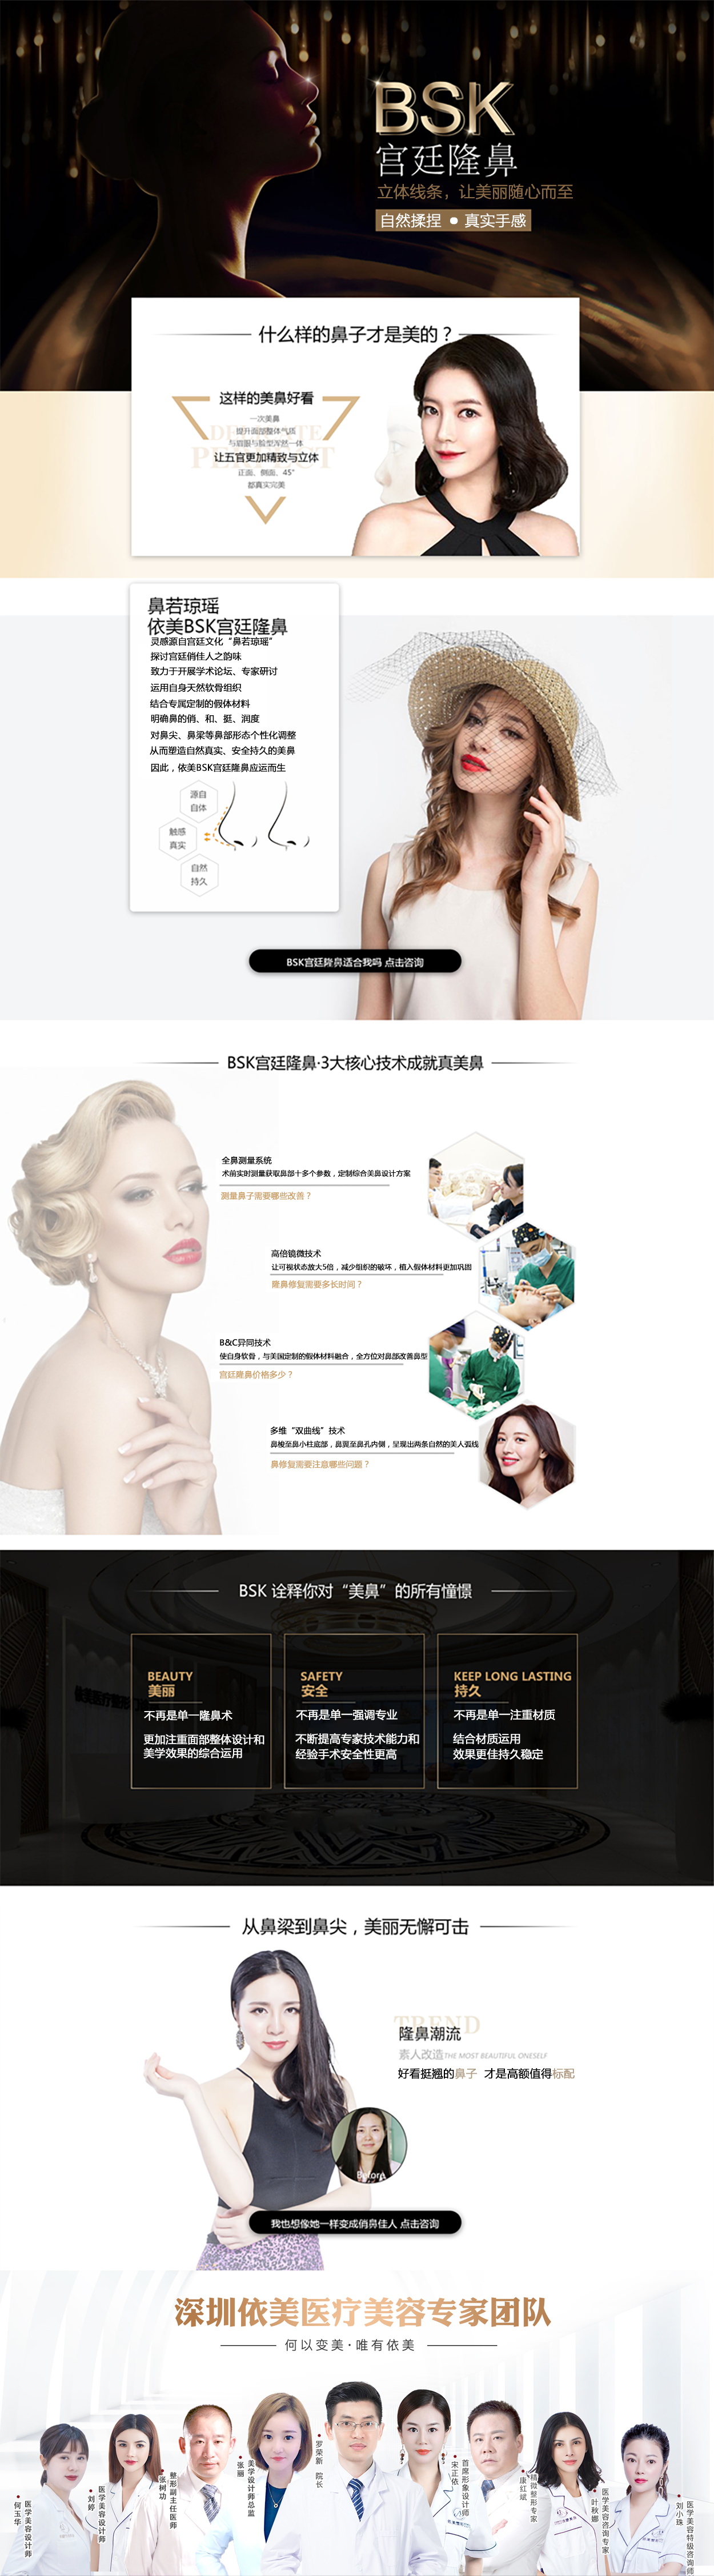 BSK
宫廷隆鼻
立体线条，让美丽随心而至
自然揉捏 ● 真实手感
什么样的鼻子才是美的？
这样的美鼻好看
一次美鼻
提升面部整体气质
与眉眼与脸型浑然一体
让五官更加精致与立体
正面、侧面、45°
都真实完美
PERFECT
鼻若琼瑶
依美BSK宫廷隆鼻
灵感源自宫廷文化“鼻若琼瑶”
探讨宫廷俏佳人之韵味
致力于开展学术论坛、专家研讨
运用自身天然软骨组织
结合专属定制的假体材料
明确鼻的俏、和、挺、润度
对鼻尖、鼻梁等鼻部形态个性化调整
从而塑造自然真实、安全持久的美鼻
因此，依美BSK宫廷隆鼻应运而生
源自
自体
触感
真实
自然
持久
BSK宫廷隆鼻适合我吗 点击咨询
BSK宫廷隆鼻·3大核心技术成就真美鼻
全鼻测量系统
术前实时测量获取鼻部十多个参数，定制综合美鼻设计方案
测量鼻子需要哪些改善？
高倍镜微技术
让可视状态放大5倍，减少组织的破坏，植入假体材料更加巩固
隆鼻修复需要多长时间？
B&C异同技术
使自身软骨，与美国定制的假体材料融合，全方位对鼻部改善鼻型
宫廷隆鼻价格多少？
多维“双曲线”技术
鼻梭至鼻小柱底部，鼻翼至鼻孔内侧，呈现出两条自然的美人弧线
鼻修复需要注意哪些问题？
BSK 诠释你对“美鼻”的所有憧憬
BEAUTY
美丽
不再是单一隆鼻术
更加注重面部整体设计和
美学效果的综合运用
SAFETY
安全
不再是单一强调专业
不断提高专家技术能力和
经验手术安全性更高
KEEP LONG LASTING
持久
不再是单一注重材质
结合材质运用
效果更佳持久稳定
从鼻梁到鼻尖，美丽无懈可击
TREND
隆鼻潮流
素人改造THE MOST BEAUTIFUL ONESELF
好看挺翘的鼻子 才是高额值得标配
Before
我也想像她一样变成俏鼻佳人 点击咨询
深圳依美医疗美容专家团队
何以变美·唯有依美
何玉华
医学美容设计师
刘婷
医学美容设计师
张树功
整形副主任医师
张丽
美学设计师总监
罗荣新 院长
宋正依
首席形象设计师
康红斌
精微整形专家
叶秋娜
医学美容咨询专家
刘小珠
医学美容特级咨询师